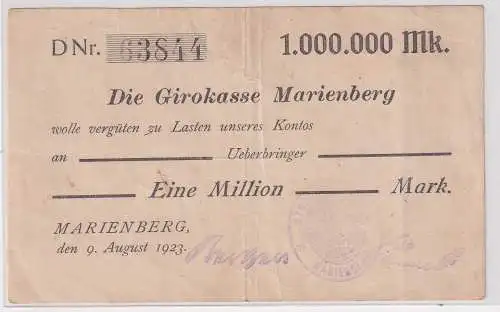 DNr. 63844 1.000.000 Mk.
Die Girokasse Marienberg
wolle vergüten zu Lasten unseres Kontos
an Ueberbringer
Eine Million Mark.
MARIENBERG,
den 9. August 1923.